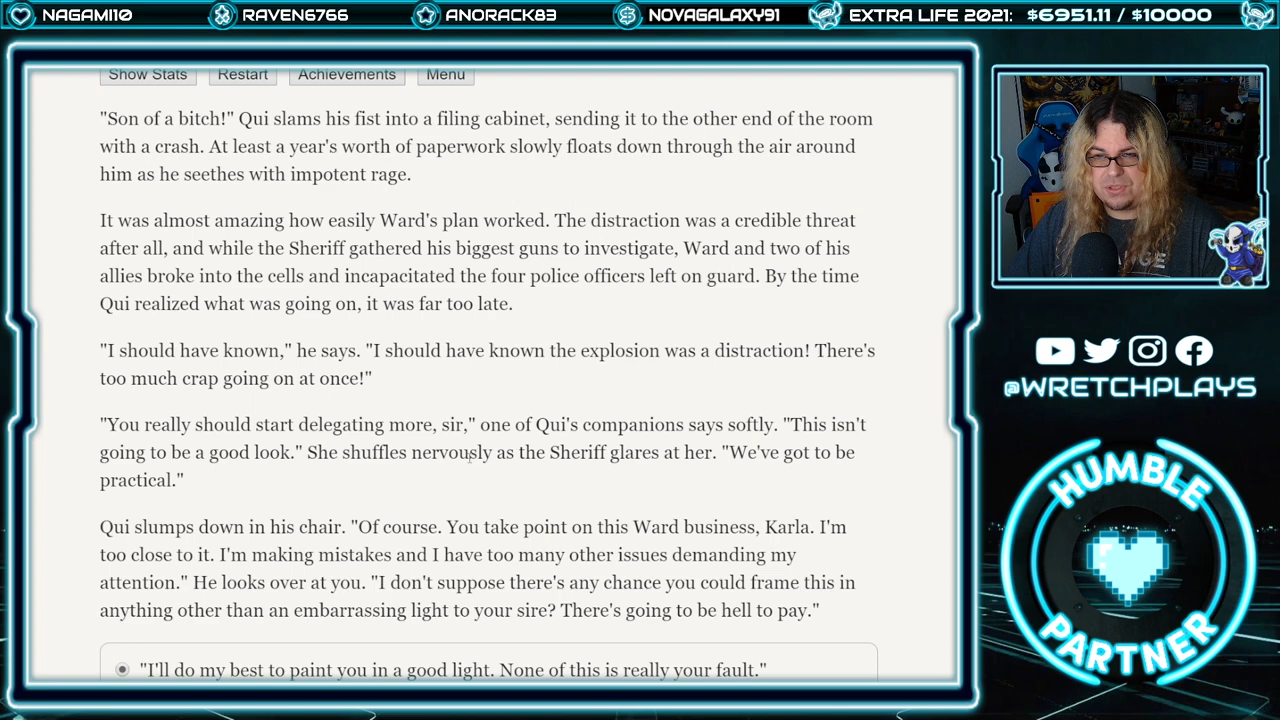 NAGAMI10 RAVEN6766 ANORACK83 NOVAGALAXY91 EXTRA LIFE 2021: $6951.11 / $10000
Show Stats Restart Achievements Menu
"Son of a bitch!" Qui slams his fist into a filing cabinet, sending it to the other end of the room
with a crash. At least a year's worth of paperwork slowly floats down through the air around
him as he seethes with impotent rage.
It was almost amazing how easily Ward's plan worked. The distraction was a credible threat
after all, and while the Sheriff gathered his biggest guns to investigate, Ward and two of his
allies broke into the cells and incapacitated the four police officers left on guard. By the time
Qui realized what was going on, it was far too late.
"I should have known," he says. "I should have known the explosion was a distraction! There's
too much crap going on at once!"
"You really should start delegating more, sir," one of Qui's companions says softly. "This isn't
going to be a good look." She shuffles nervously as the Sheriff glares at her. "We've got to be
practical."
Qui slumps down in his chair. "Of course. You take point on this Ward business, Karla. I'm
too close to it. I'm making mistakes and I have too many other issues demanding my
attention." He looks over at you. "I don't suppose there's any chance you could frame this in
anything other than an embarrassing light to your sire? There's going to be hell to pay."
"I'll do my best to paint you in a good light. None of this is really your fault."
@WRETCHPLAYS
HUMBLE
PARTNER